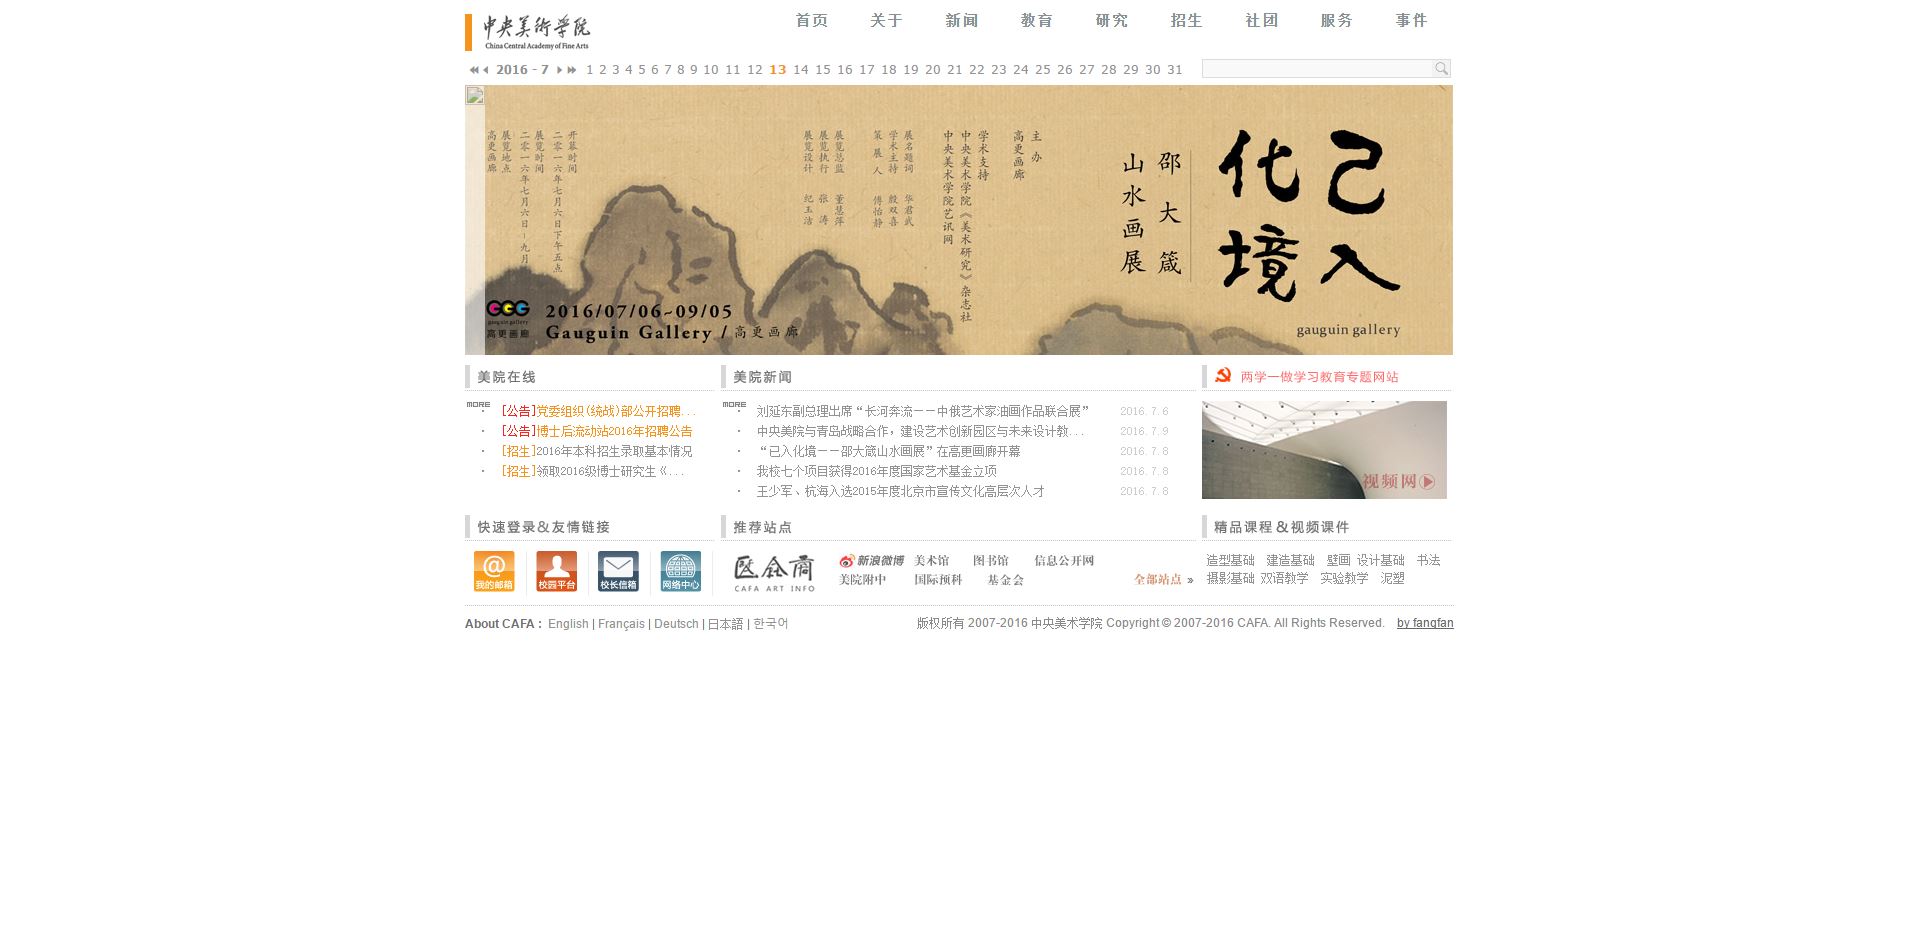 中央美術学院
China Central Academy of Fine Arts
首页 关于 新闻 教育 研究 招生 社团 服务 事件
2016 - 7 1 2 3 4 5 6 7 8 9 10 11 12 13 14 15 16 17 18 19 20 21 22 23 24 25 26 27 28 29 30 31
己入
化境
邵大箴
山水画展
gauguin gallery
主办
高更画廊
学术支持
中央美术学院《美术研究》杂志社
中央美术学院艺讯网
展名题词 华君武
学术主持 殷双喜
策展人 傅怡静
展览总监 董慧萍
展览执行 张涛
展览设计 纪玉洁
开幕时间
二零一六年七月六日下午五点
展览时间
二零一六年七月六日-九月
展览地点
高更画廊
GGG
gauguin gallery
高更画廊
2016/07/06~09/05
Gauguin Gallery / 高更画廊
美院在线
MORE
[公告]党委组织(统战)部公开招聘...
[公告]博士后流动站2016年招聘公告
[招生]2016年本科招生录取基本情况
[招生]领取2016级博士研究生《...
美院新闻
MORE
刘延东副总理出席“长河奔流——中俄艺术家油画作品联合展” 2016.7.6
中央美院与青岛战略合作，建设艺术创新园区与未来设计教... 2016.7.9
“己入化境——邵大箴山水画展”在高更画廊开幕 2016.7.8
我校七个项目获得2016年度国家艺术基金立项 2016.7.8
王少军、杭海入选2015年度北京市宣传文化高层次人才 2016.7.8
两学一做学习教育专题网站
视频网
快速登录&友情链接
我的邮箱 校园平台 校长信箱 网络中心
推荐站点
CAFA ART INFO
新浪微博 美术馆 图书馆 信息公开网
美院附中 国际预科 基金会 全部站点 »
精品课程&视频课件
造型基础 建造基础 壁画 设计基础 书法
摄影基础 双语教学 实验教学 泥塑
About CAFA : English | Français | Deutsch | 日本語 | 한국어
版权所有 2007-2016 中央美术学院 Copyright © 2007-2016 CAFA. All Rights Reserved. by fanqfan